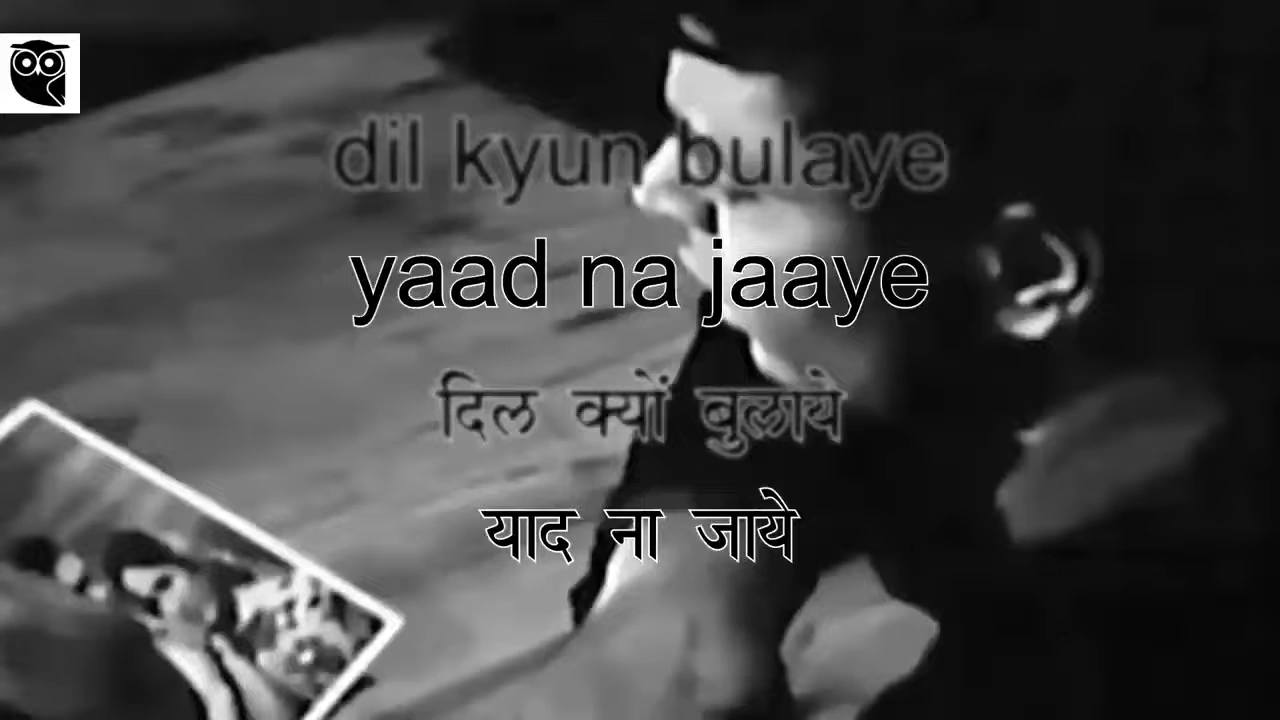 dil kyun bulaye
yaad na jaaye
दिल क्यों बुलाये
याद ना जाये